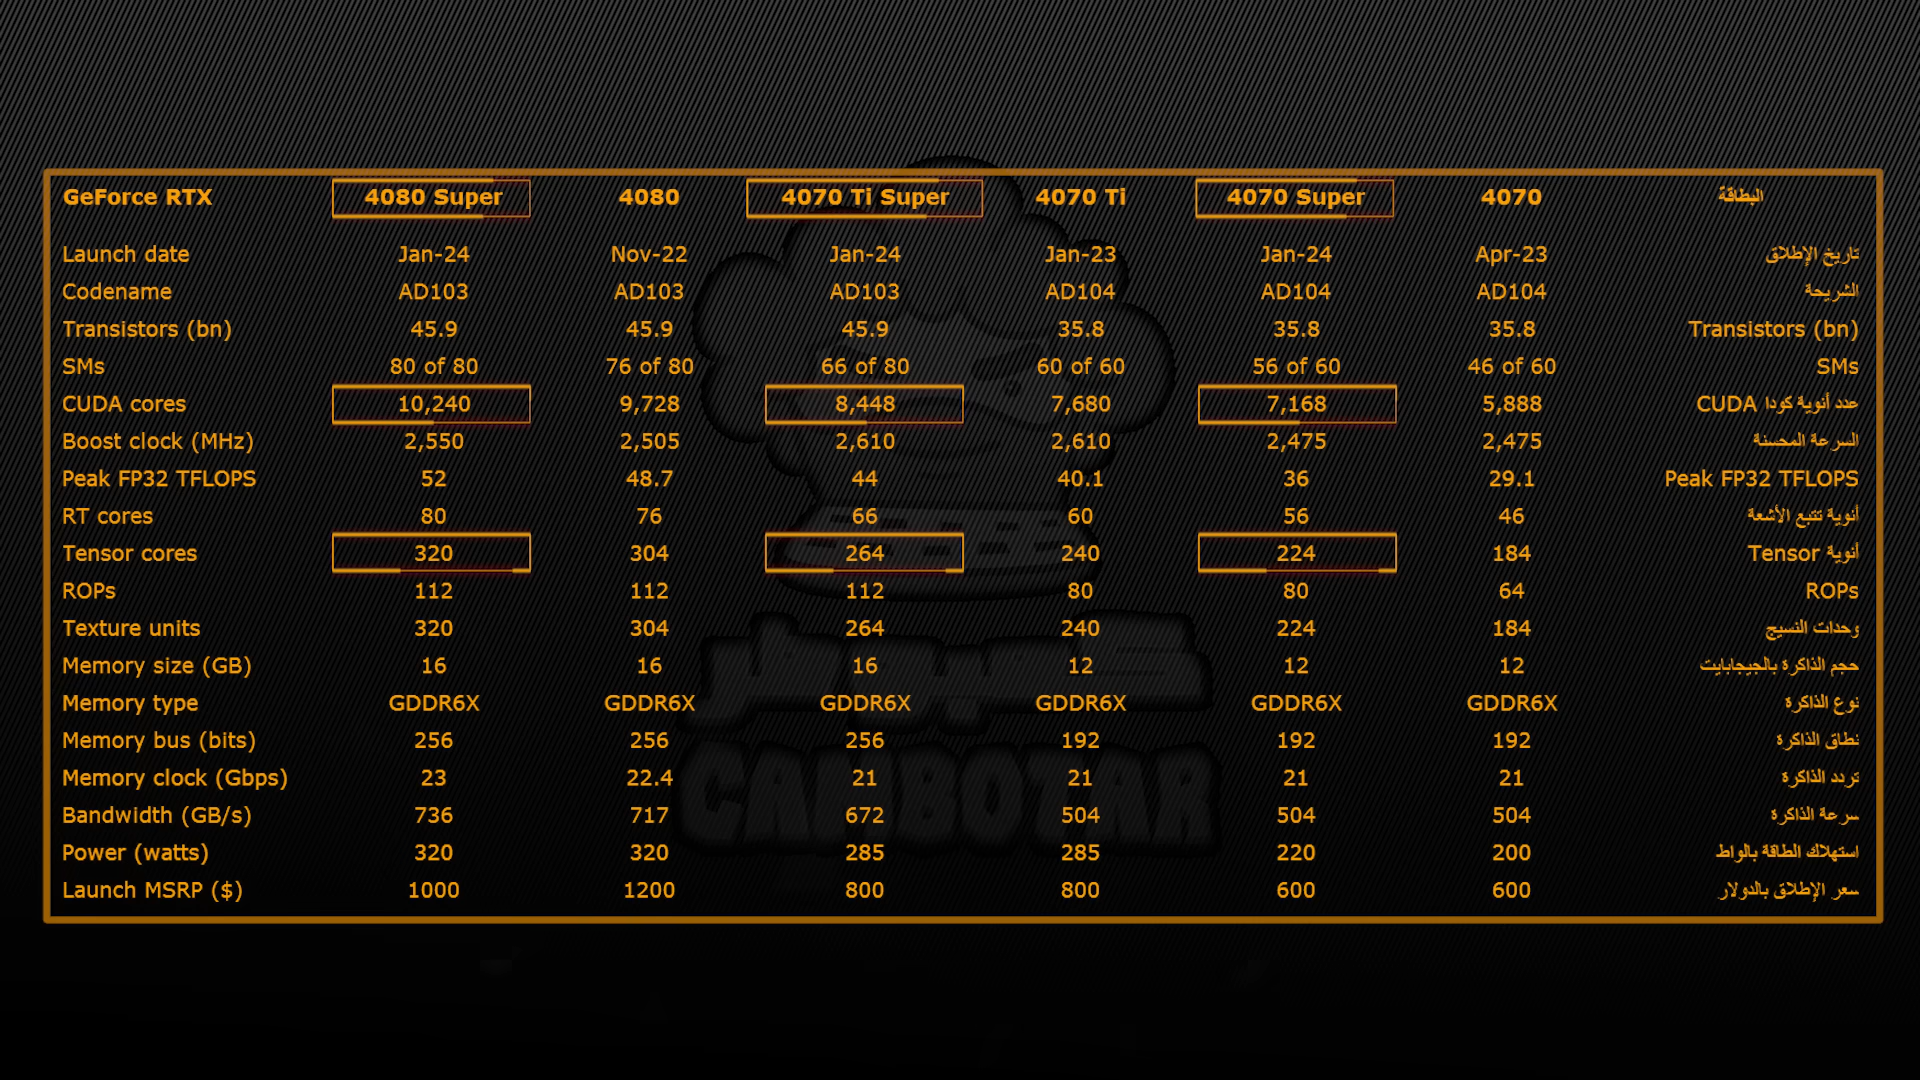 GeForce RTX 4080 Super 4080 4070 Ti Super 4070 Ti 4070 Super 4070 البطاقة
Launch date Jan-24 Nov-22 Jan-24 Jan-23 Jan-24 Apr-23 تاريخ الإطلاق
Codename AD103 AD103 AD103 AD104 AD104 AD104 الشريحة
Transistors (bn) 45.9 45.9 45.9 35.8 35.8 35.8 Transistors (bn)
SMs 80 of 80 76 of 80 66 of 80 60 of 60 56 of 60 46 of 60 SMs
CUDA cores 10,240 9,728 8,448 7,680 7,168 5,888 عدد أنوية كودا CUDA
Boost clock (MHz) 2,550 2,505 2,610 2,610 2,475 2,475 السرعة المحسنة
Peak FP32 TFLOPS 52 48.7 44 40.1 36 29.1 Peak FP32 TFLOPS
RT cores 80 76 66 60 56 46 أنوية تتبع الأشعة
Tensor cores 320 304 264 240 224 184 أنوية Tensor
ROPs 112 112 112 80 80 64 ROPs
Texture units 320 304 264 240 224 184 وحدات النسيج
Memory size (GB) 16 16 16 12 12 12 حجم الذاكرة بالجيجابايت
Memory type GDDR6X GDDR6X GDDR6X GDDR6X GDDR6X GDDR6X نوع الذاكرة
Memory bus (bits) 256 256 256 192 192 192 نطاق الذاكرة
Memory clock (Gbps) 23 22.4 21 21 21 21 تردد الذاكرة
Bandwidth (GB/s) 736 717 672 504 504 504 سرعة الذاكرة
Power (watts) 320 320 285 285 220 200 استهلاك الطاقة بالواط
Launch MSRP ($) 1000 1200 800 800 600 600 سعر الإطلاق بالدولار
كمبوتر
CAMBOTAR